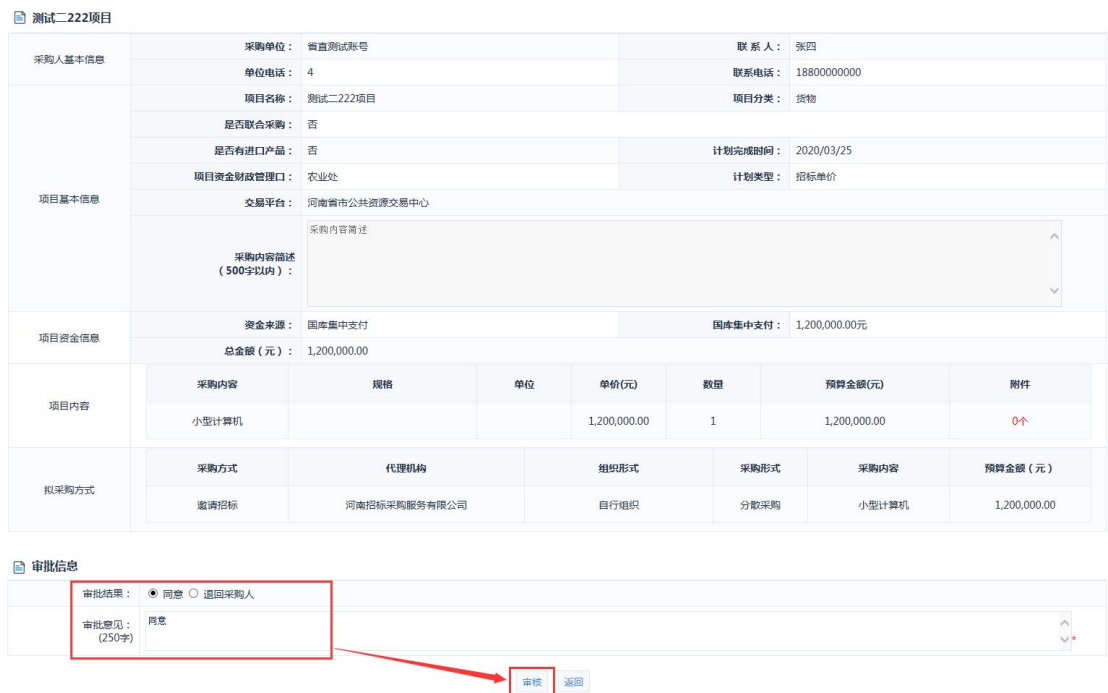 测试二222项目
采购人基本信息
采购单位： 省直测试账号 联 系 人： 张四
单位电话： 4 联系电话： 18800000000
项目基本信息
项目名称： 测试二222项目 项目分类： 货物
是否联合采购： 否
是否有进口产品： 否 计划完成时间： 2020/03/25
项目资金财政管理口： 农业处 计划类型： 招标单价
交易平台： 河南省市公共资源交易中心
采购内容简述
（500字以内）：
采购内容简述
项目资金信息
资金来源： 国库集中支付 国库集中支付： 1,200,000.00元
总金额（元）： 1,200,000.00
项目内容
采购内容 规格 单位 单价(元) 数量 预算金额(元) 附件
小型计算机 1,200,000.00 1 1,200,000.00 0个
拟采购方式
采购方式 代理机构 组织形式 采购形式 采购内容 预算金额（元）
邀请招标 河南招标采购服务有限公司 自行组织 分散采购 小型计算机 1,200,000.00
审批信息
审批结果： 同意 退回采购人
审批意见：
(250字)
同意
*
审核 返回